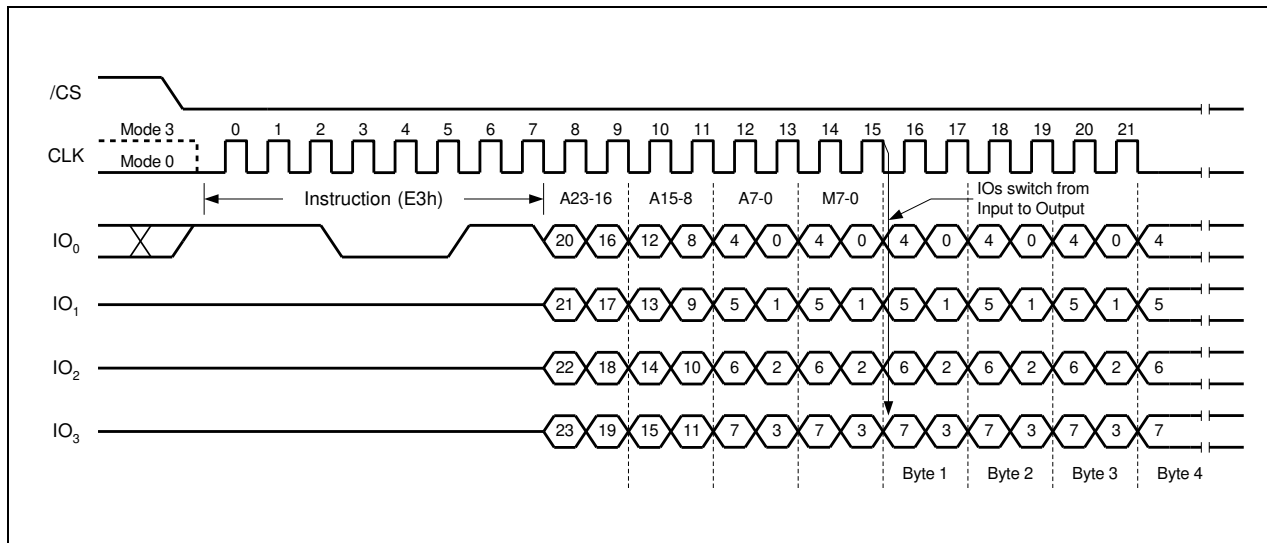 /CS
Mode 3
0 1 2 3 4 5 6 7 8 9 10 11 12 13 14 15 16 17 18 19 20 21
CLK
Mode 0
Instruction (E3h)
A23-16
A15-8
A7-0
M7-0
IOs switch from
Input to Output
IO0
20 16 12 8 4 0 4 0 4 0 4 0 4 0 4
IO1
21 17 13 9 5 1 5 1 5 1 5 1 5 1 5
IO2
22 18 14 10 6 2 6 2 6 2 6 2 6 2 6
IO3
23 19 15 11 7 3 7 3 7 3 7 3 7 3 7
Byte 1
Byte 2
Byte 3
Byte 4